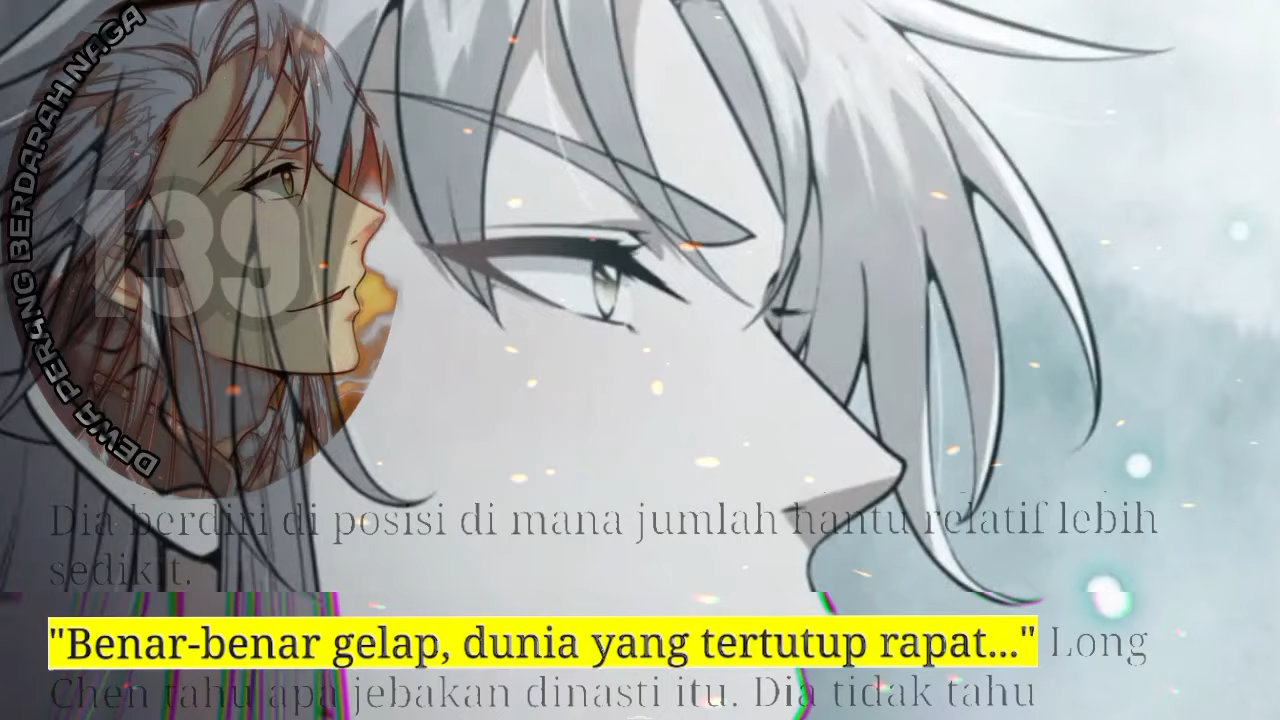 DEWA PERANG BERDARAH NAGA
139
Dia berdiri di posisi di mana jumlah hantu relatif lebih
sedikit.
"Benar-benar gelap, dunia yang tertutup rapat..." Long
Chen tahu apa jebakan dinasti itu. Dia tidak tahu